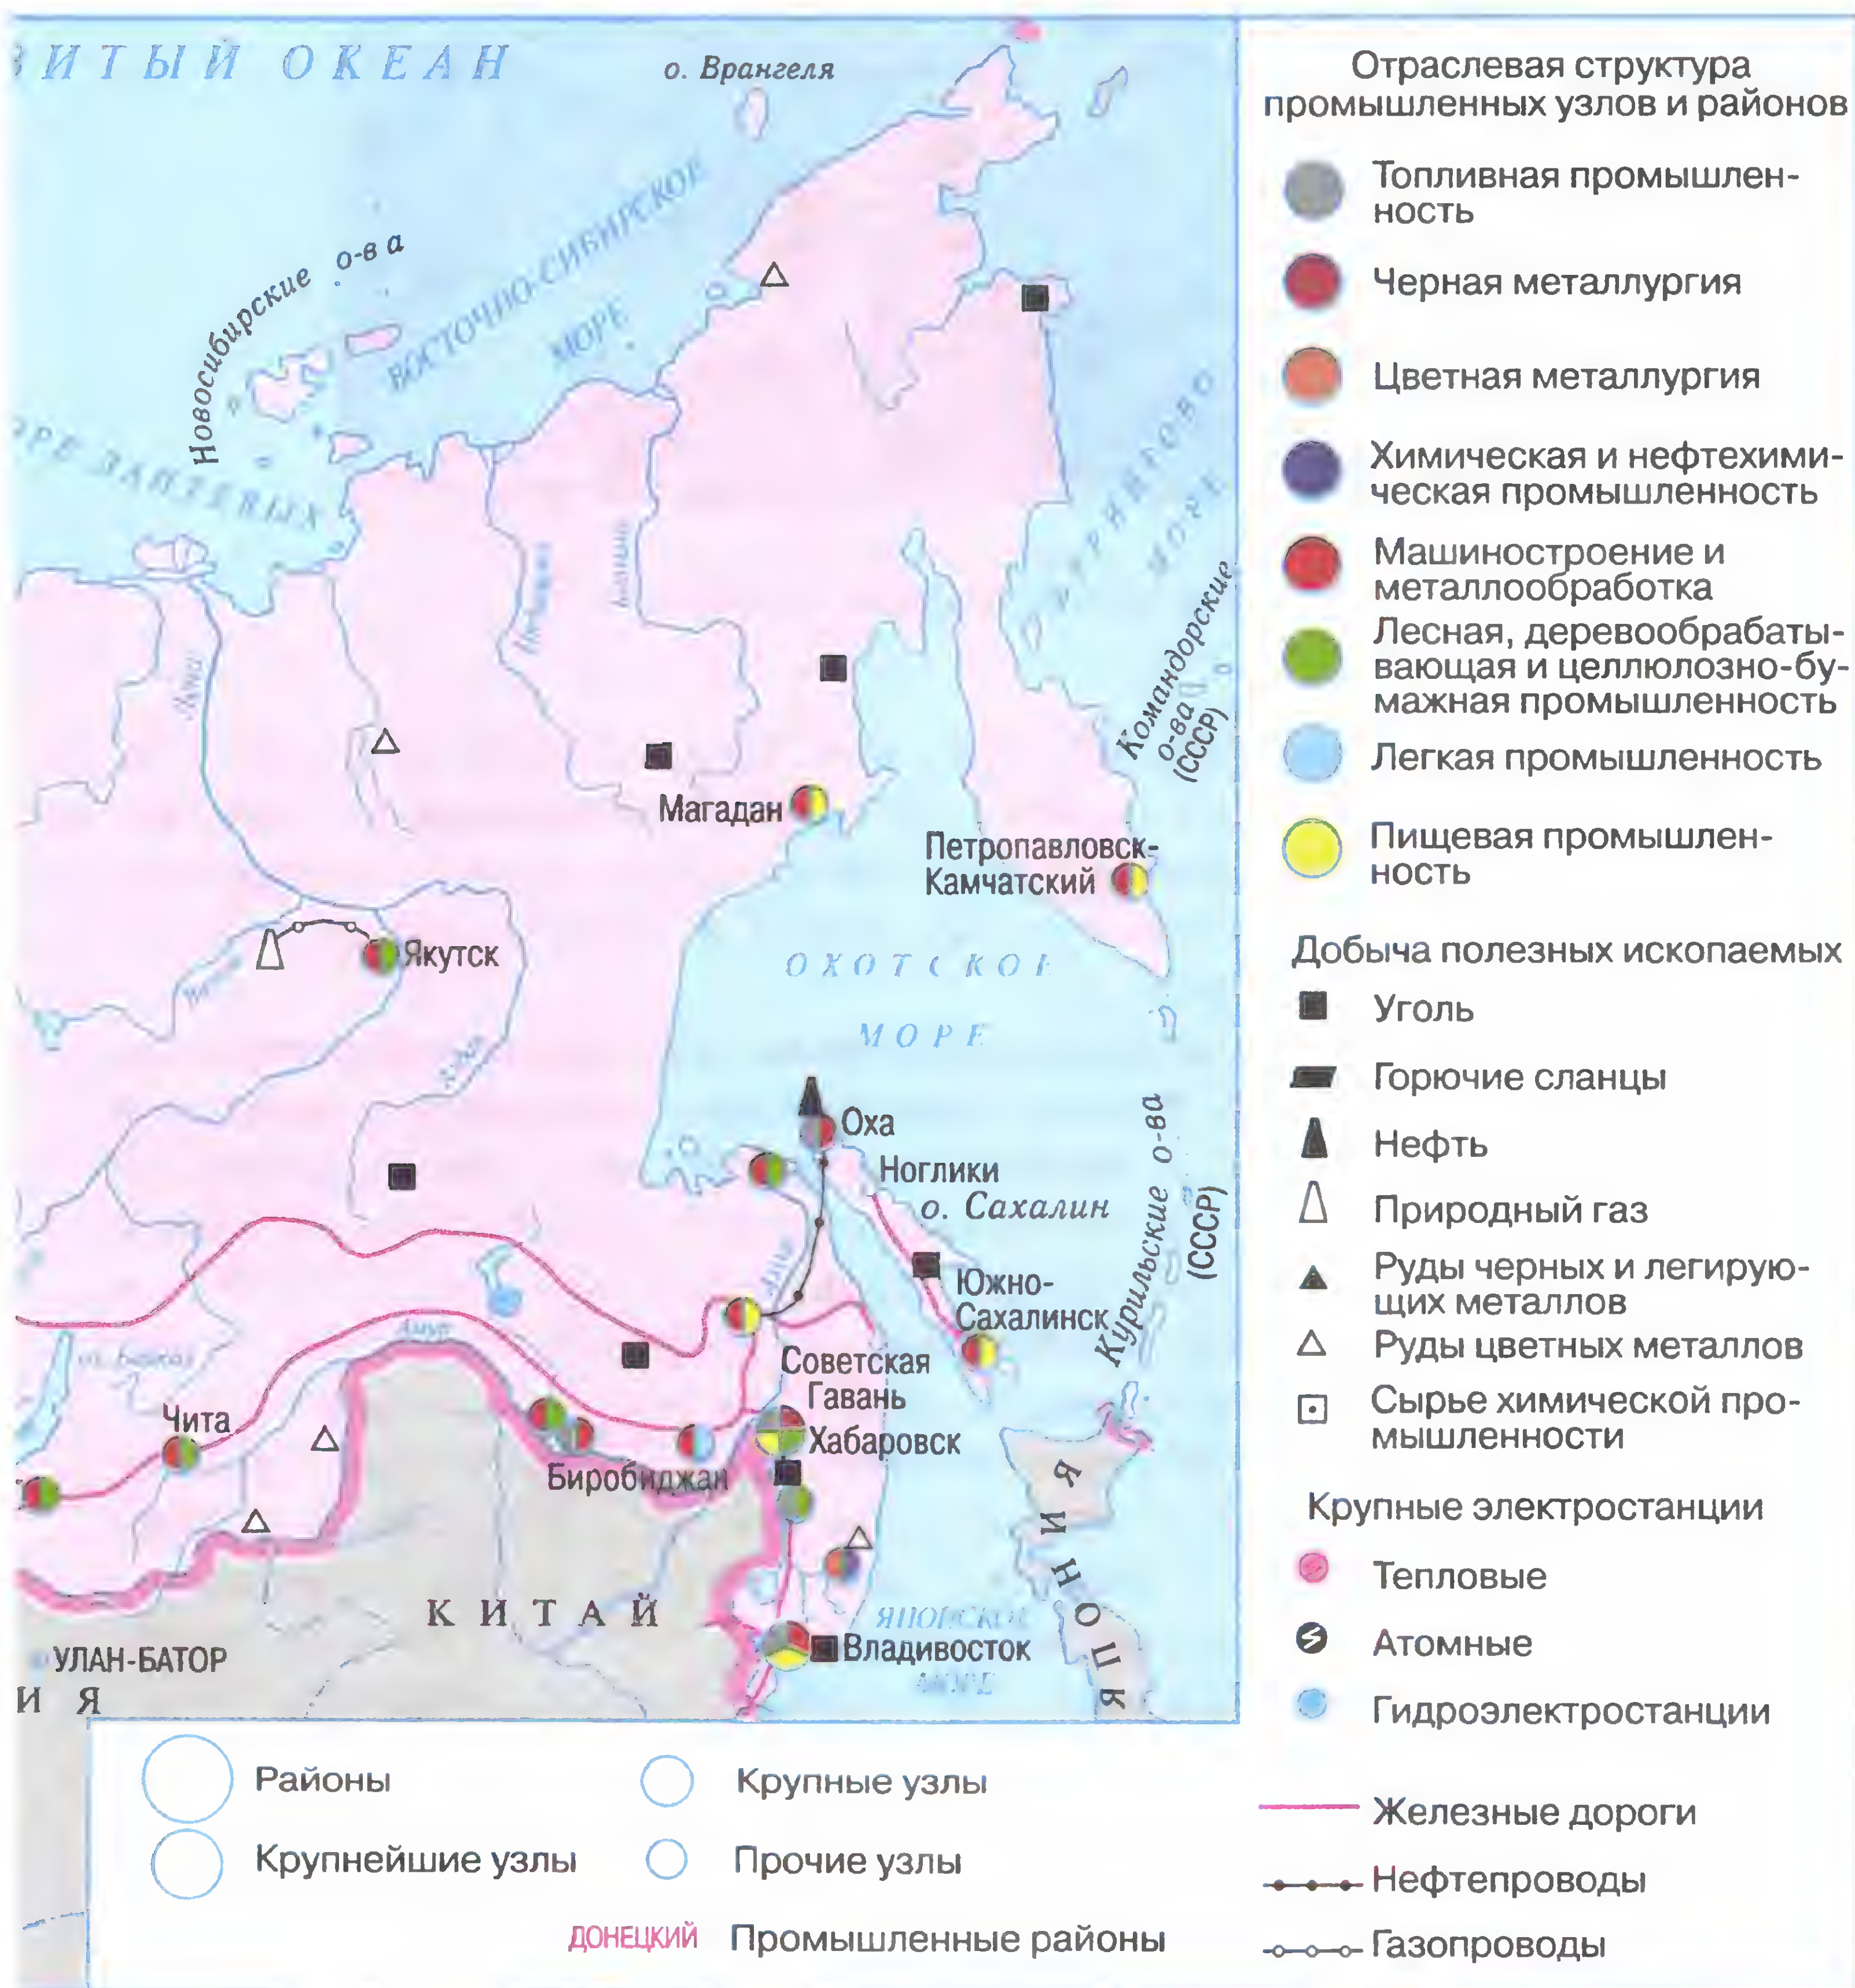 ИТЫЙ ОКЕАН
о. Врангеля
Новосибирские о-ва
ВОСТОЧНО-СИБИРСКОЕ
МОРЕ
ЛАПТЕВЫХ
МОРЕ
Командорские
о-ва
(СССР)
Магадан
Петропавловск-
Камчатский
Якутск
ОХОТСКОЕ
МОРЕ
Оха
Ноглики
о. Сахалин
Курильские о-ва
(СССР)
Южно-
Сахалинск
Амур
Советская
Гавань
Хабаровск
Чита
Биробиджан
КИТАЙ
ЯПОНИЯ
ЯПОНСКОЕ
МОРЕ
Владивосток
УЛАН-БАТОР
И Я
Отраслевая структура
промышленных узлов и районов
Топливная промышлен-
ность
Черная металлургия
Цветная металлургия
Химическая и нефтехими-
ческая промышленность
Машиностроение и
металлообработка
Лесная, деревообрабаты-
вающая и целлюлозно-бу-
мажная промышленность
Легкая промышленность
Пищевая промышлен-
ность
Добыча полезных ископаемых
Уголь
Горючие сланцы
Нефть
Природный газ
Руды черных и легирую-
щих металлов
Руды цветных металлов
Сырье химической про-
мышленности
Крупные электростанции
Тепловые
Атомные
Гидроэлектростанции
Железные дороги
Нефтепроводы
Газопроводы
Районы
Крупнейшие узлы
Крупные узлы
Прочие узлы
ДОНЕЦКИЙ Промышленные районы